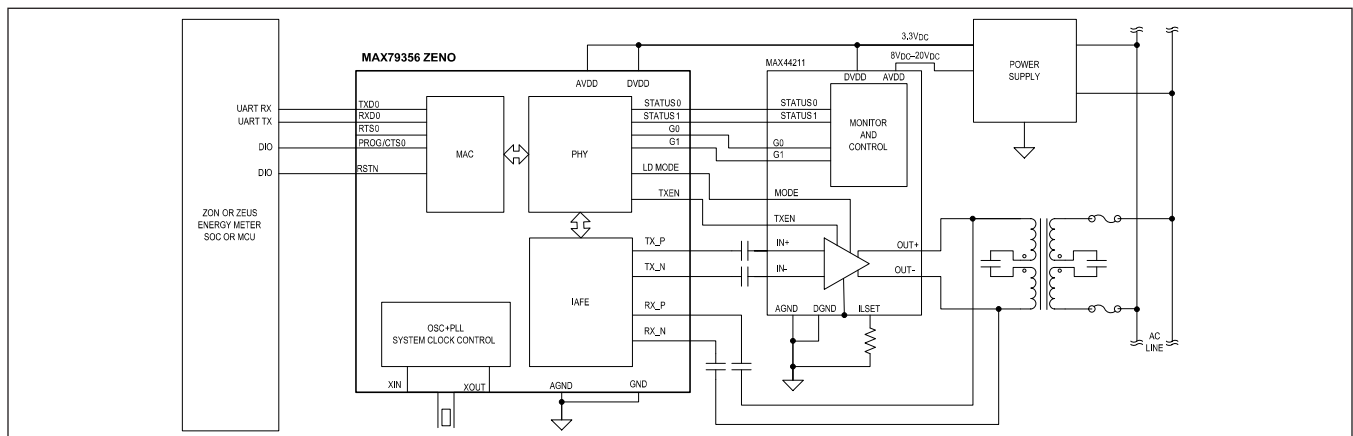 3.3VDC
8VDC–20VDC
POWER
SUPPLY
MAX79356 ZENO
MAX44211
AVDD
DVDD
DVDD
AVDD
UART RX
UART TX
DIO
DIO
TXD0
RXD0
RTS0
PROG/CTS0
RSTN
MAC
PHY
STATUS0
STATUS1
G0
G1
LD MODE
TXEN
STATUS0
STATUS1
G0
G1
MODE
TXEN
MONITOR
AND
CONTROL
ZON OR ZEUS
ENERGY METER
SOC OR MCU
IAFE
TX_P
TX_N
RX_P
RX_N
IN+
IN-
OUT+
OUT-
AGND
DGND
ILSET
OSC+PLL
SYSTEM CLOCK CONTROL
XIN
XOUT
AGND
GND
AC
LINE